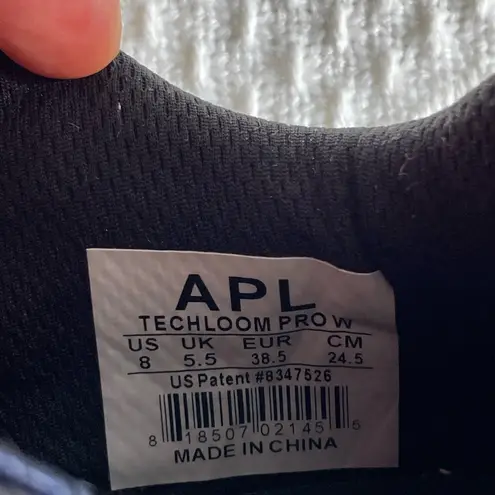 APL
TECHLOOM PRO W
US UK EUR CM
8 5.5 38.5 24.5
US Patent #8347526
8 18507 02145 6
MADE IN CHINA